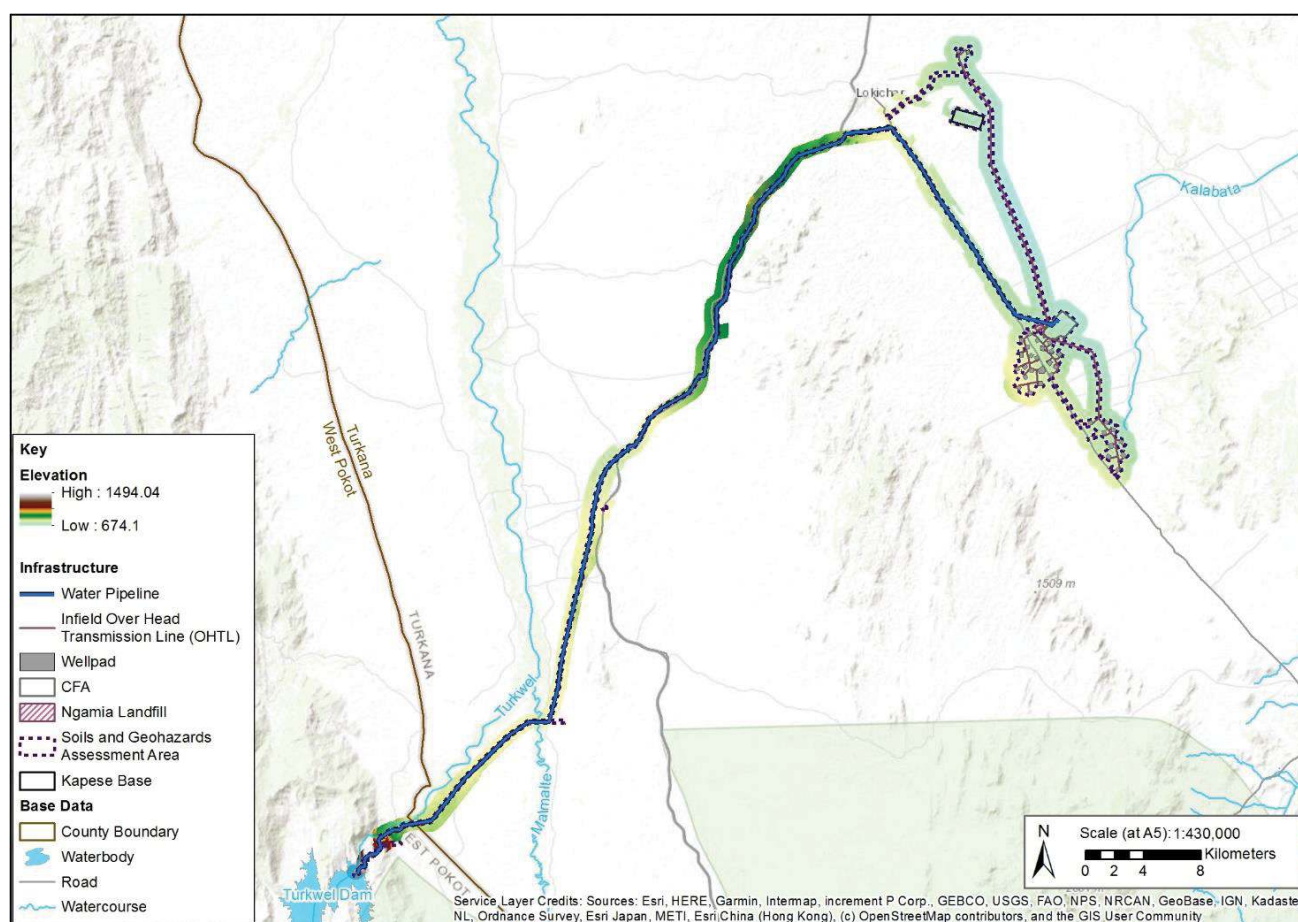 Lokichar
Kalabata
Turkana
West Pokot
TURKANA
1509 m
Turkwel
Malmalte
WEST POKOT
Turkwel Dam
Key
Elevation
High : 1494.04
Low : 674.1
Infrastructure
Water Pipeline
Infield Over Head
Transmission Line (OHTL)
Wellpad
CFA
Ngamia Landfill
Soils and Geohazards
Assessment Area
Kapese Base
Base Data
County Boundary
Waterbody
Road
Watercourse
N
Scale (at A5): 1:430,000
Kilometers
0 2 4 8
Service Layer Credits: Sources: Esri, HERE, Garmin, Intermap, increment P Corp., GEBCO, USGS, FAO, NPS, NRCAN, GeoBase, IGN, Kadaster
NL, Ordnance Survey, Esri Japan, METI, Esri China (Hong Kong), (c) OpenStreetMap contributors, and the GIS User Community